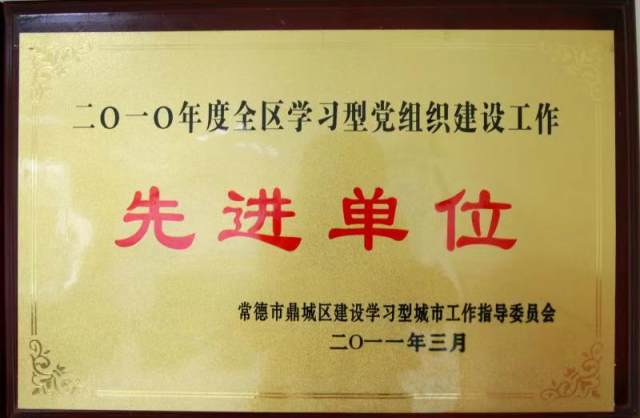 二〇一〇年度全区学习型党组织建设工作
先进单位
常德市鼎城区建设学习型城市工作指导委员会
二〇一一年三月